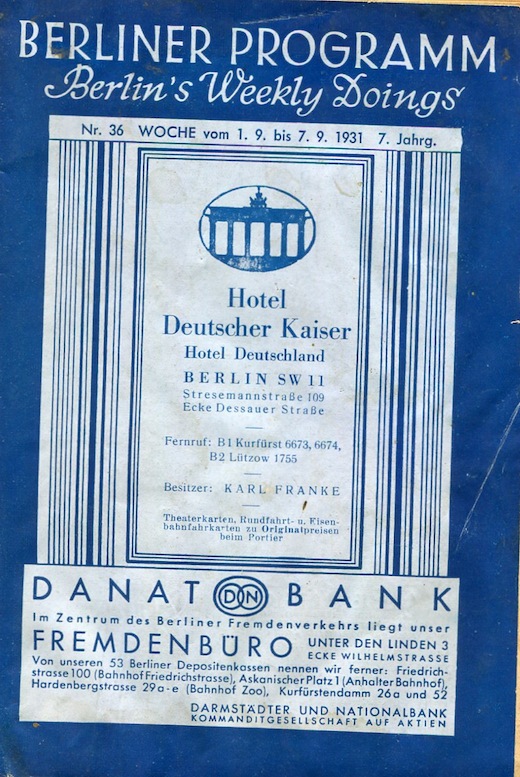 BERLINER PROGRAMM
Berlin's Weekly Doings
Nr. 36 WOCHE vom 1. 9. bis 7. 9. 1931 7. Jahrg.
Hotel
Deutscher Kaiser
Hotel Deutschland
BERLIN SW 11
Stresemannstraße 109
Ecke Dessauer Straße
Fernruf: B1 Kurfürst 6673, 6674,
B2 Lützow 1755
Besitzer: KARL FRANKE
Theaterkarten, Rundfahrt- u. Eisen-
bahnfahrkarten zu Originalpreisen
beim Portier
DANAT DN BANK
Im Zentrum des Berliner Fremdenverkehrs liegt unser
FREMDENBÜRO UNTER DEN LINDEN 3
ECKE WILHELMSTRASSE
Von unseren 53 Berliner Depositenkassen nennen wir ferner: Friedrich-
strasse 100 (Bahnhof Friedrichstrasse), Askanischer Platz 1 (Anhalter Bahnhof),
Hardenbergstrasse 29 a-e (Bahnhof Zoo), Kurfürstendamm 26 a und 52
DARMSTÄDTER UND NATIONALBANK
KOMMANDITGESELLSCHAFT AUF AKTIEN